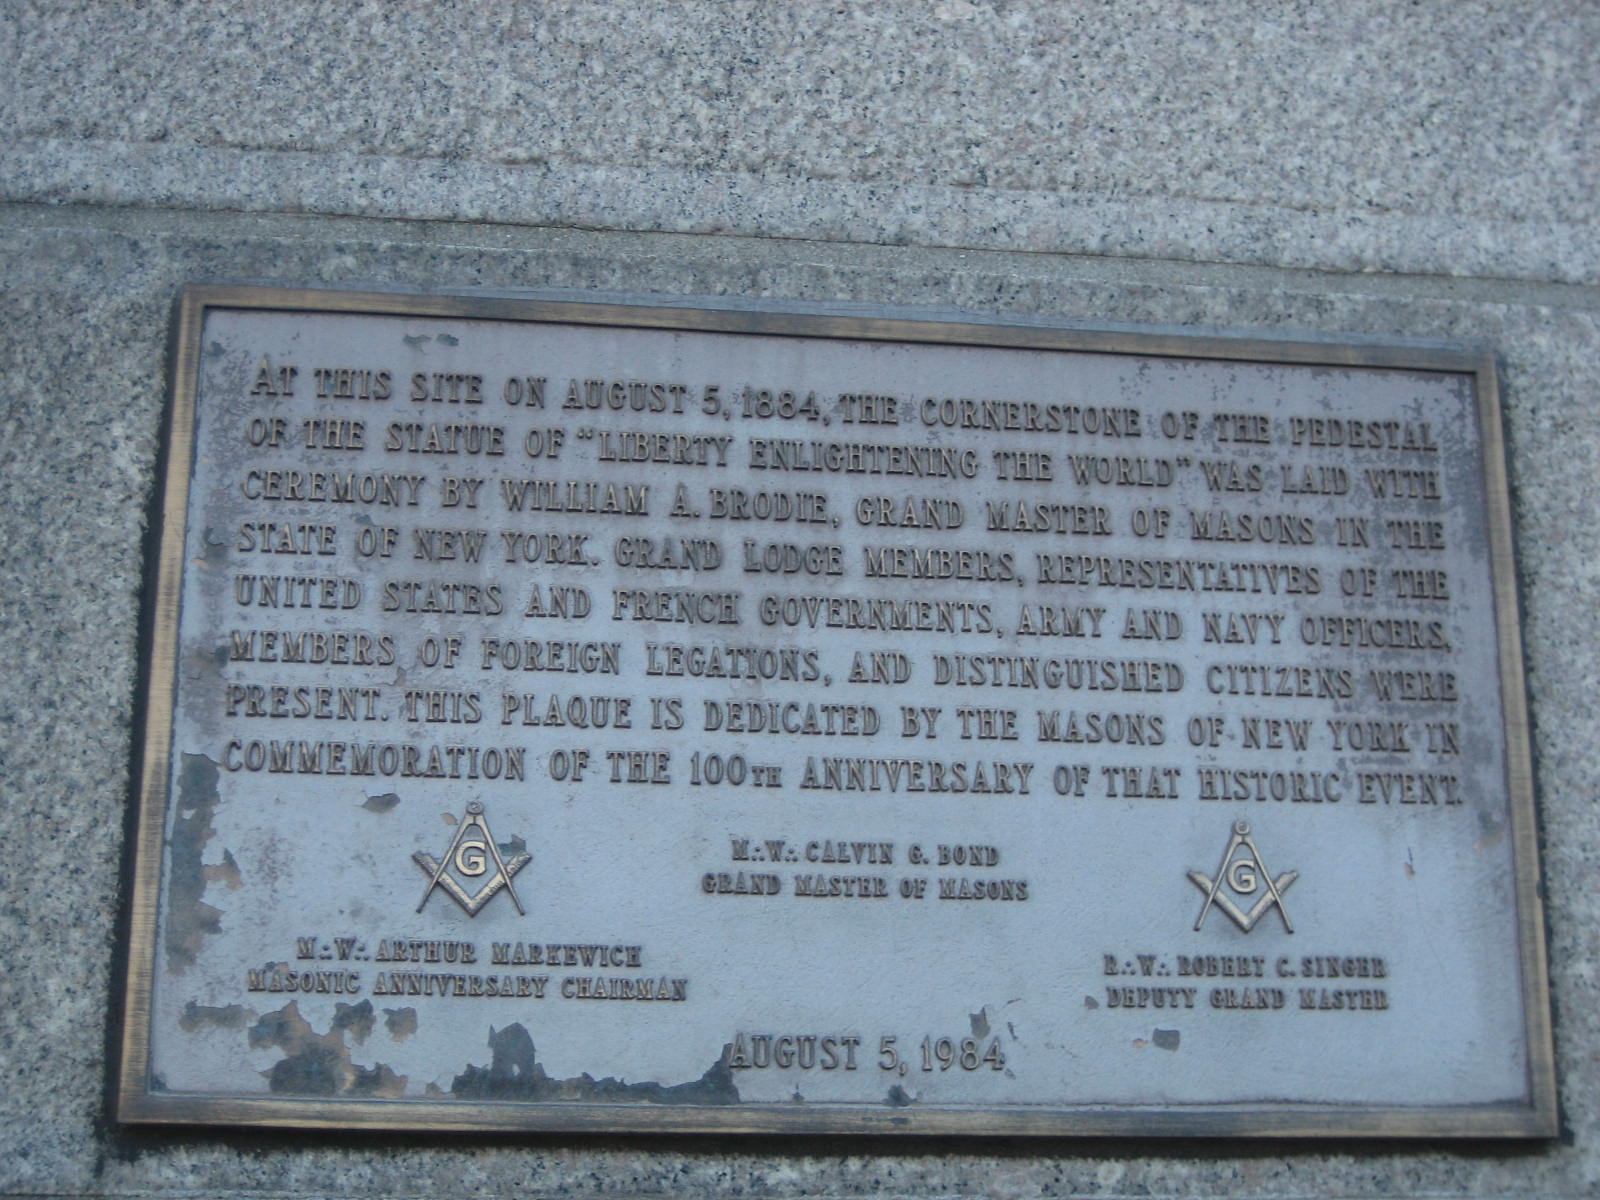 AT THIS SITE ON AUGUST 5, 1884, THE CORNERSTONE OF THE PEDESTAL
OF THE STATUE OF "LIBERTY ENLIGHTENING THE WORLD" WAS LAID WITH
CEREMONY BY WILLIAM A. BRODIE, GRAND MASTER OF MASONS IN THE
STATE OF NEW YORK. GRAND LODGE MEMBERS, REPRESENTATIVES OF THE
UNITED STATES AND FRENCH GOVERNMENTS, ARMY AND NAVY OFFICERS,
MEMBERS OF FOREIGN LEGATIONS, AND DISTINGUISHED CITIZENS WERE
PRESENT. THIS PLAQUE IS DEDICATED BY THE MASONS OF NEW YORK IN
COMMEMORATION OF THE 100TH ANNIVERSARY OF THAT HISTORIC EVENT.
G
M∴W∴ ARTHUR MARKEWICH
MASONIC ANNIVERSARY CHAIRMAN
M∴W∴ CALVIN G. BOND
GRAND MASTER OF MASONS
G
R∴W∴ ROBERT C. SINGER
DEPUTY GRAND MASTER
AUGUST 5, 1984